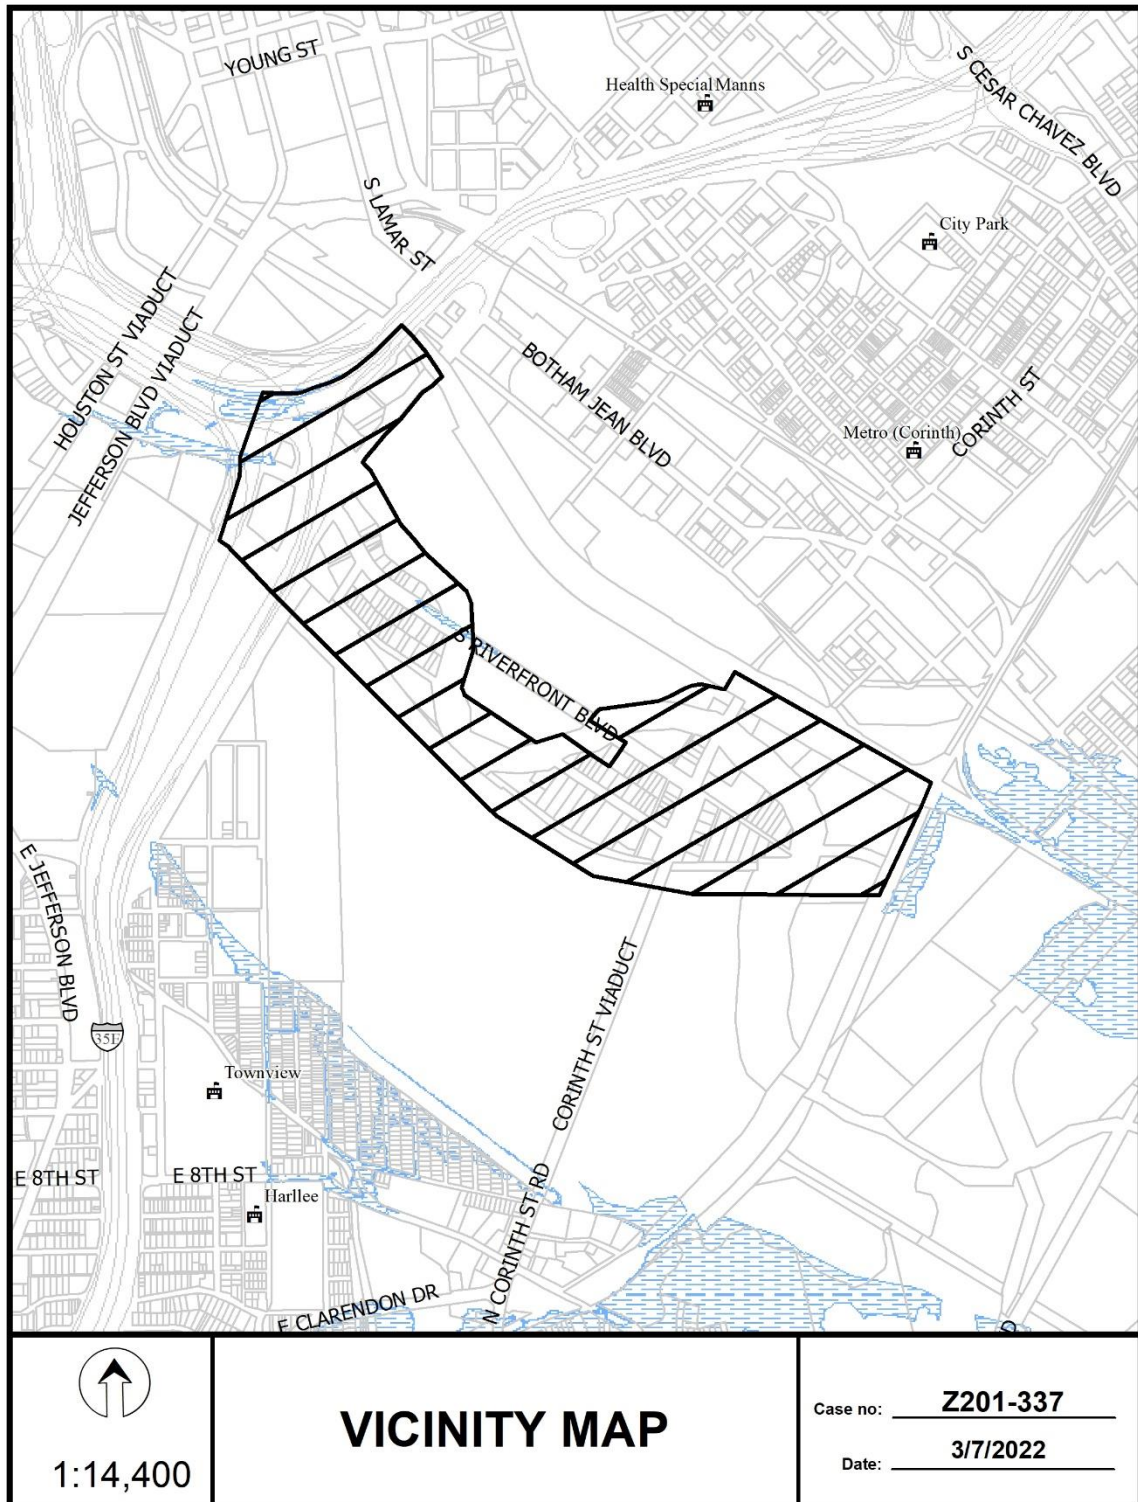 YOUNG ST
Health Special Manns
S CESAR CHAVEZ BLVD
S LAMAR ST
City Park
HOUSTON ST VIADUCT
JEFFERSON BLVD VIADUCT
BOTHAM JEAN BLVD
CORINTH ST
Metro (Corinth)
S RIVERFRONT BLVD
E JEFFERSON BLVD
CORINTH ST VIADUCT
35E
Townview
E 8TH ST
E 8TH ST
Harllee
N CORINTH ST RD
E CLARENDON DR
D
1:14,400
VICINITY MAP
Case no: Z201-337
Date: 3/7/2022